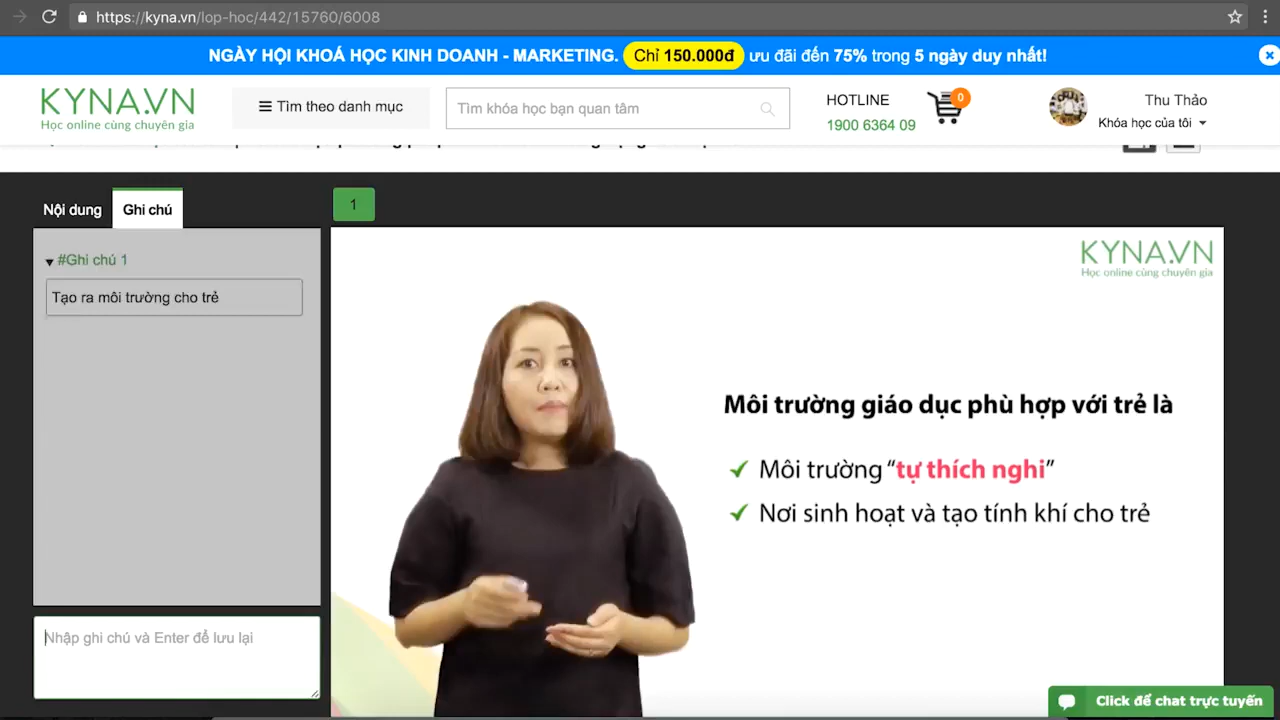 https://kyna.vn/lop-hoc/442/15760/6008
NGÀY HỘI KHOÁ HỌC KINH DOANH - MARKETING. Chỉ 150.000đ ưu đãi đến 75% trong 5 ngày duy nhất!
KYNA.VN
Học online cùng chuyên gia
Tìm theo danh mục
Tìm khóa học bạn quan tâm
HOTLINE
1900 6364 09
0
Thu Thảo
Khóa học của tôi
Nội dung
Ghi chú
1
#Ghi chú 1
Tạo ra môi trường cho trẻ
KYNA.VN
Học online cùng chuyên gia
Môi trường giáo dục phù hợp với trẻ là
Môi trường “tự thích nghi”
Nơi sinh hoạt và tạo tính khí cho trẻ
Nhập ghi chú và Enter để lưu lại
Click để chat trực tuyến